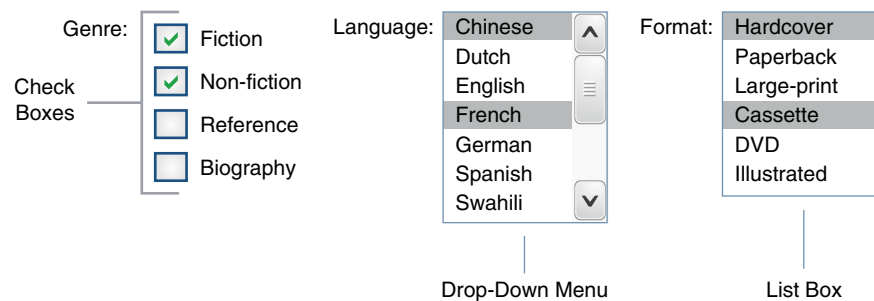 Genre:
Fiction
Non-fiction
Reference
Biography
Check
Boxes
Language:
Chinese
Dutch
English
French
German
Spanish
Swahili
Drop-Down Menu
Format:
Hardcover
Paperback
Large-print
Cassette
DVD
Illustrated
List Box